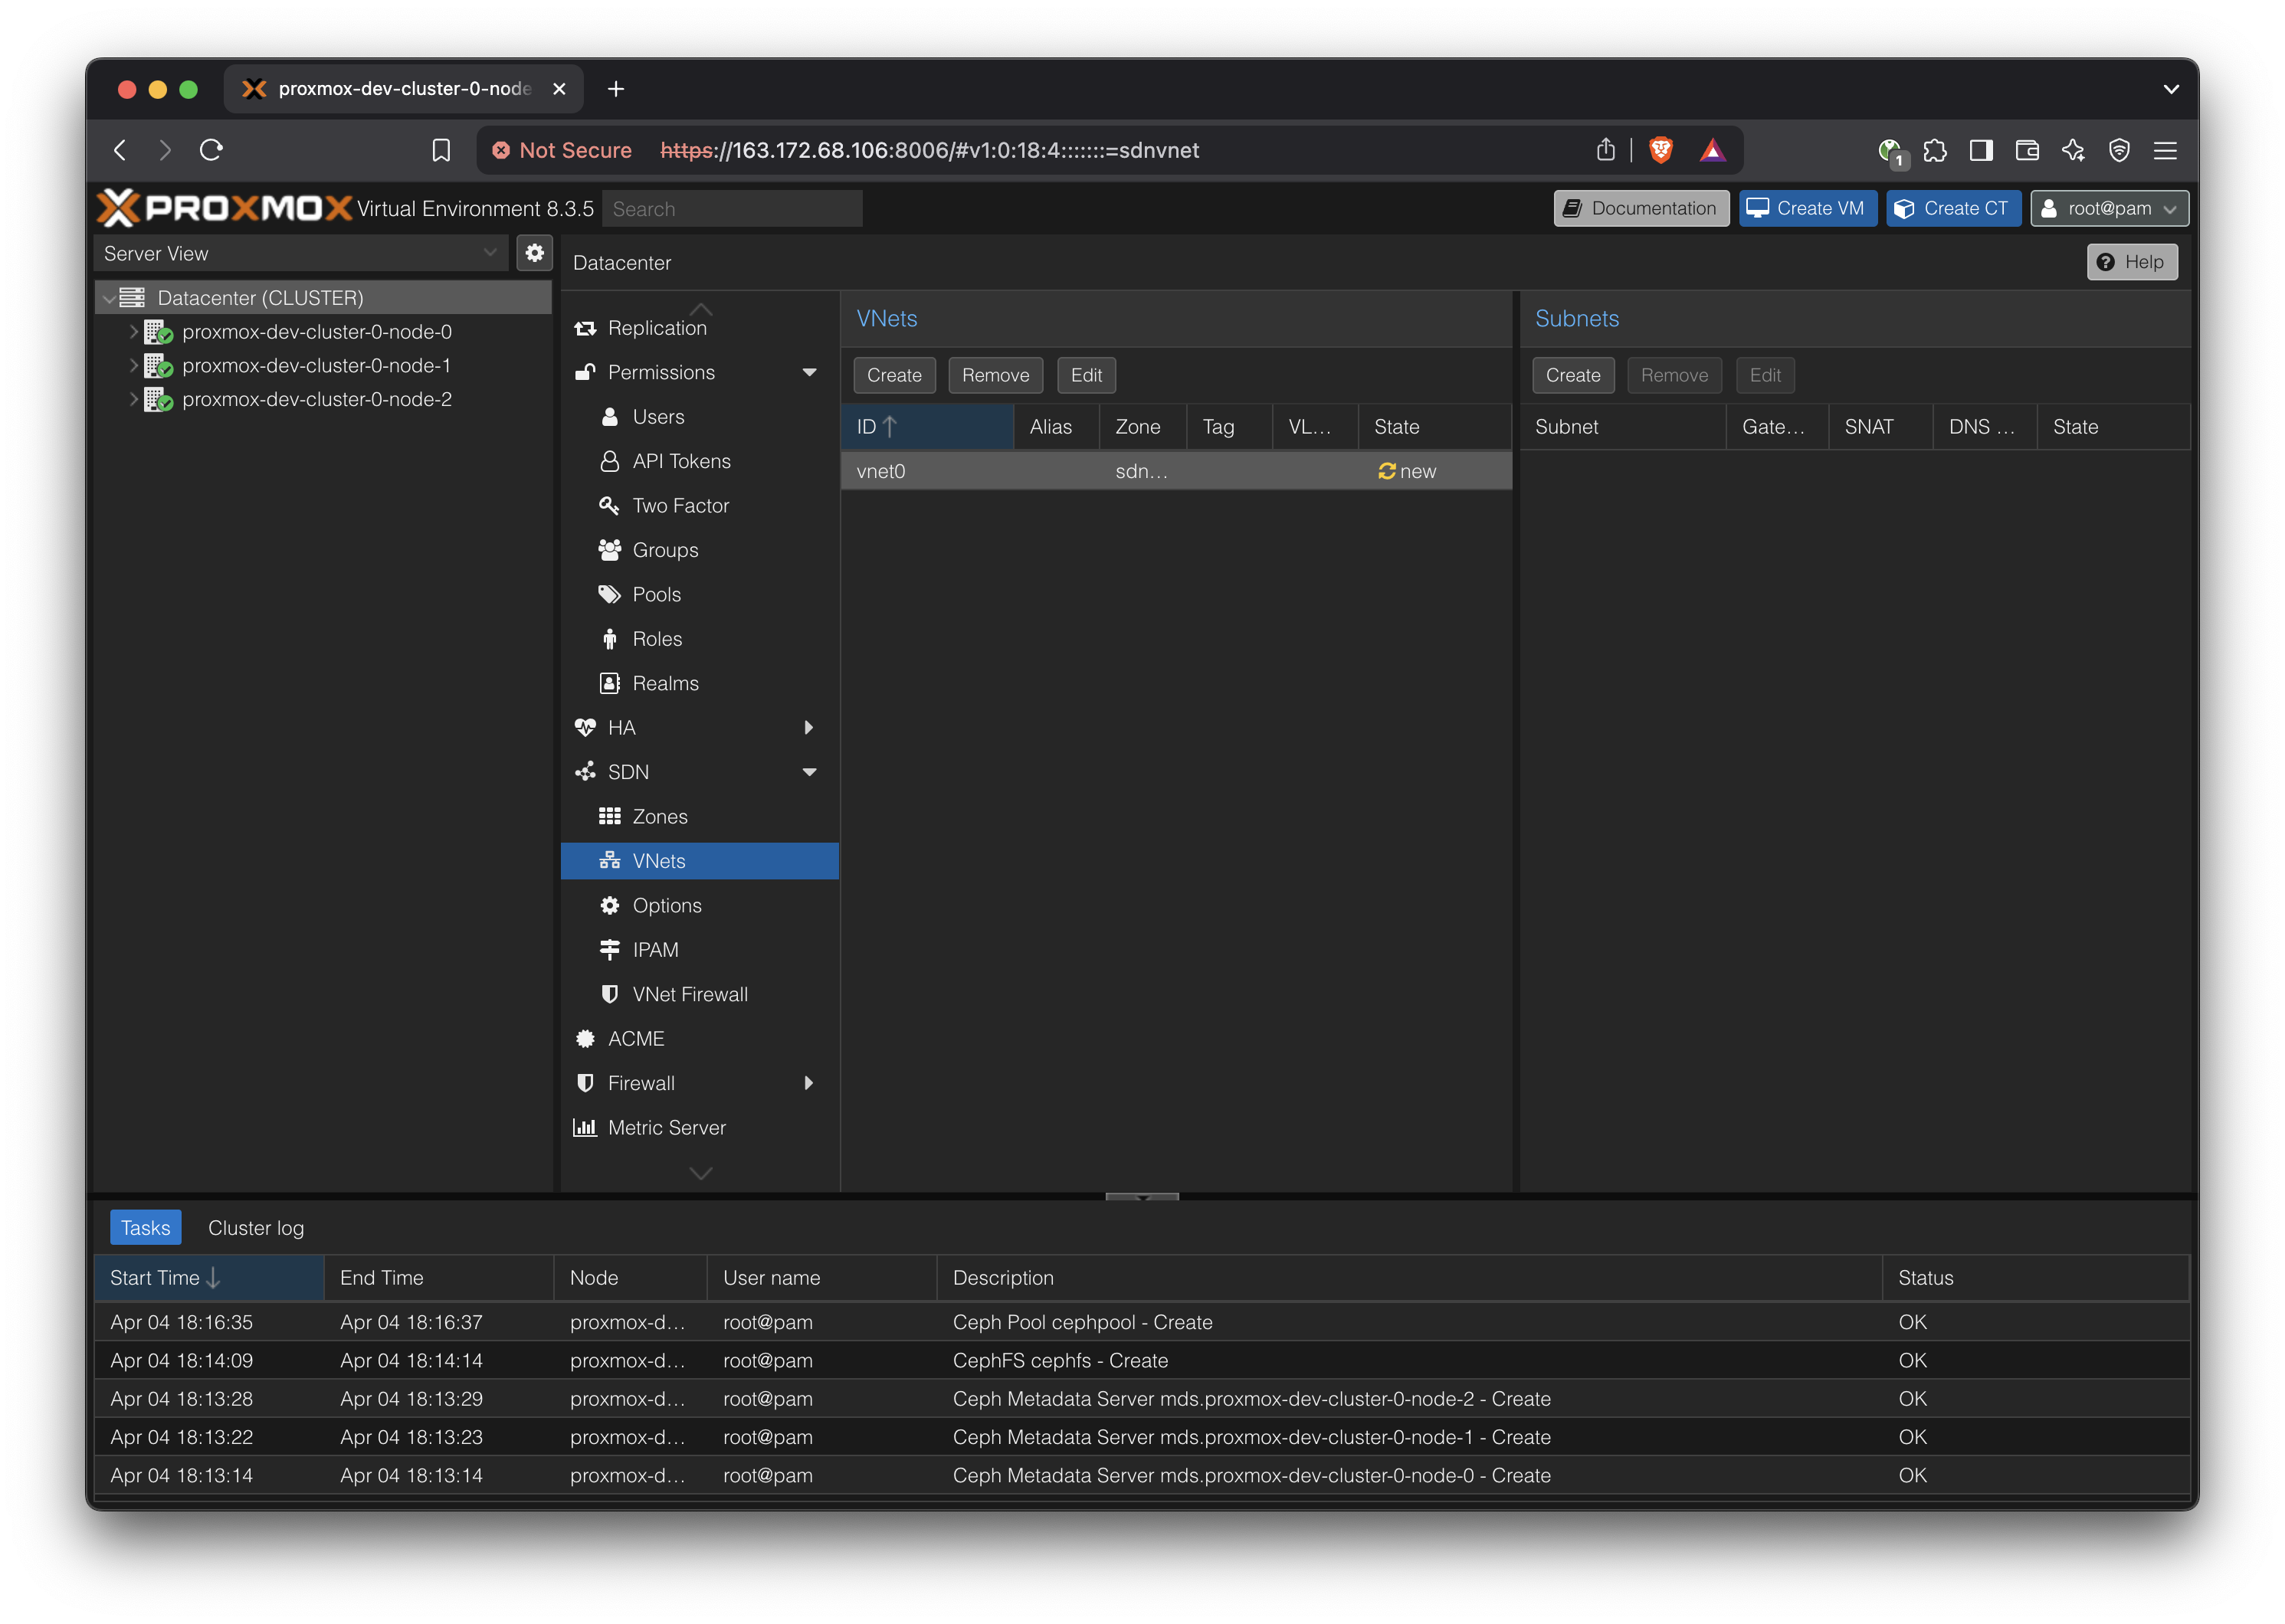 proxmox-dev-cluster-0-node
Not Secure https://163.172.68.106:8006/#v1:0:18:4:::::::=sdnvnet
1
PROXMOX Virtual Environment 8.3.5 Search Documentation Create VM Create CT root@pam
Server View
Datacenter Help
Datacenter (CLUSTER)
proxmox-dev-cluster-0-node-0
proxmox-dev-cluster-0-node-1
proxmox-dev-cluster-0-node-2
Replication
Permissions
Users
API Tokens
Two Factor
Groups
Pools
Roles
Realms
HA
SDN
Zones
VNets
Options
IPAM
VNet Firewall
ACME
Firewall
Metric Server
VNets
Create Remove Edit
ID Alias Zone Tag VL... State
vnet0 sdn... new
Subnets
Create Remove Edit
Subnet Gate... SNAT DNS ... State
Tasks Cluster log
Start Time End Time Node User name Description Status
Apr 04 18:16:35 Apr 04 18:16:37 proxmox-d... root@pam Ceph Pool cephpool - Create OK
Apr 04 18:14:09 Apr 04 18:14:14 proxmox-d... root@pam CephFS cephfs - Create OK
Apr 04 18:13:28 Apr 04 18:13:29 proxmox-d... root@pam Ceph Metadata Server mds.proxmox-dev-cluster-0-node-2 - Create OK
Apr 04 18:13:22 Apr 04 18:13:23 proxmox-d... root@pam Ceph Metadata Server mds.proxmox-dev-cluster-0-node-1 - Create OK
Apr 04 18:13:14 Apr 04 18:13:14 proxmox-d... root@pam Ceph Metadata Server mds.proxmox-dev-cluster-0-node-0 - Create OK